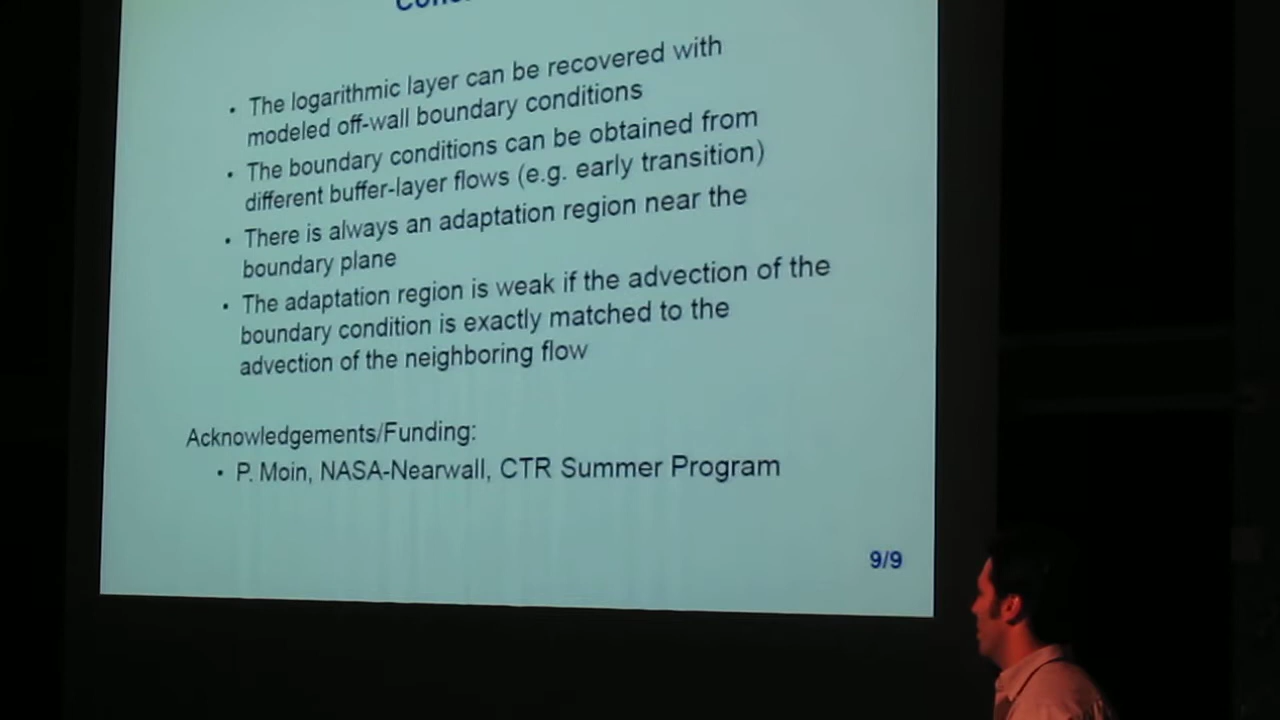 • The logarithmic layer can be recovered with
modeled off-wall boundary conditions
• The boundary conditions can be obtained from
different buffer-layer flows (e.g. early transition)
• There is always an adaptation region near the
boundary plane
• The adaptation region is weak if the advection of the
boundary condition is exactly matched to the
advection of the neighboring flow
Acknowledgements/Funding:
• P. Moin, NASA-Nearwall, CTR Summer Program
9/9